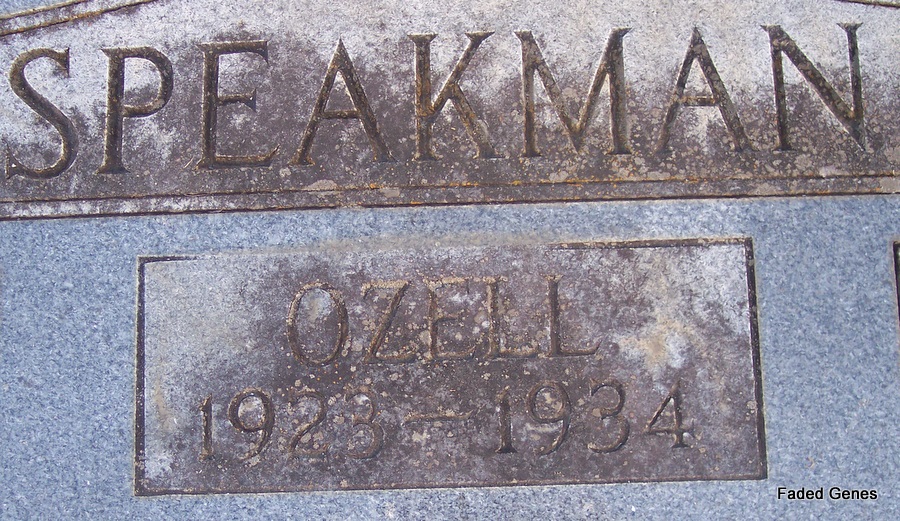 SPEAKMAN
OZELL
1923 — 1934
Faded Genes